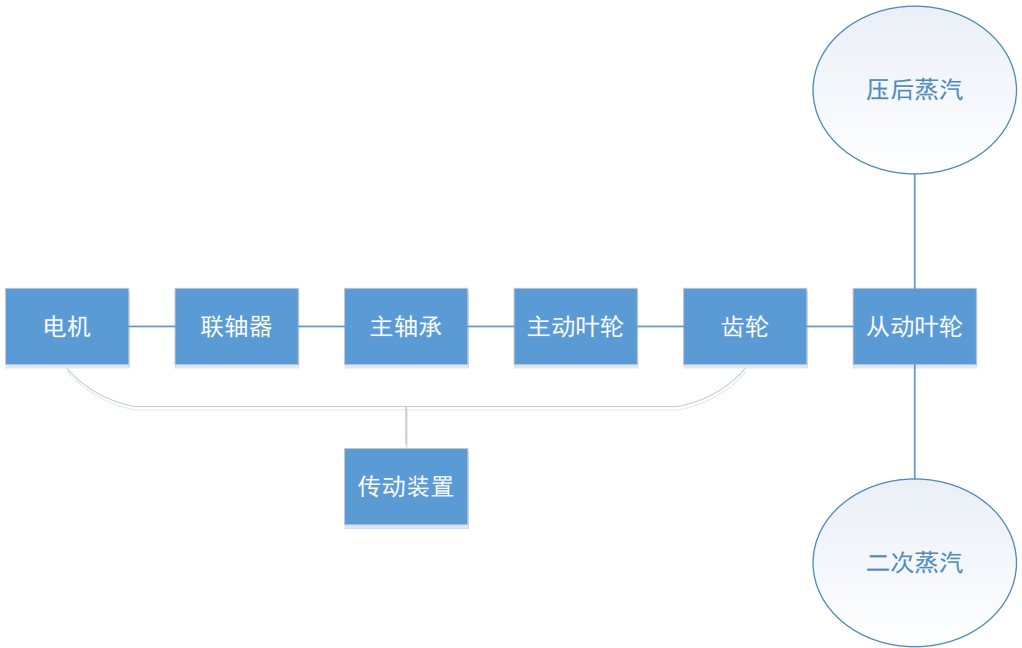 压后蒸汽
电机
联轴器
主轴承
主动叶轮
齿轮
从动叶轮
传动装置
二次蒸汽